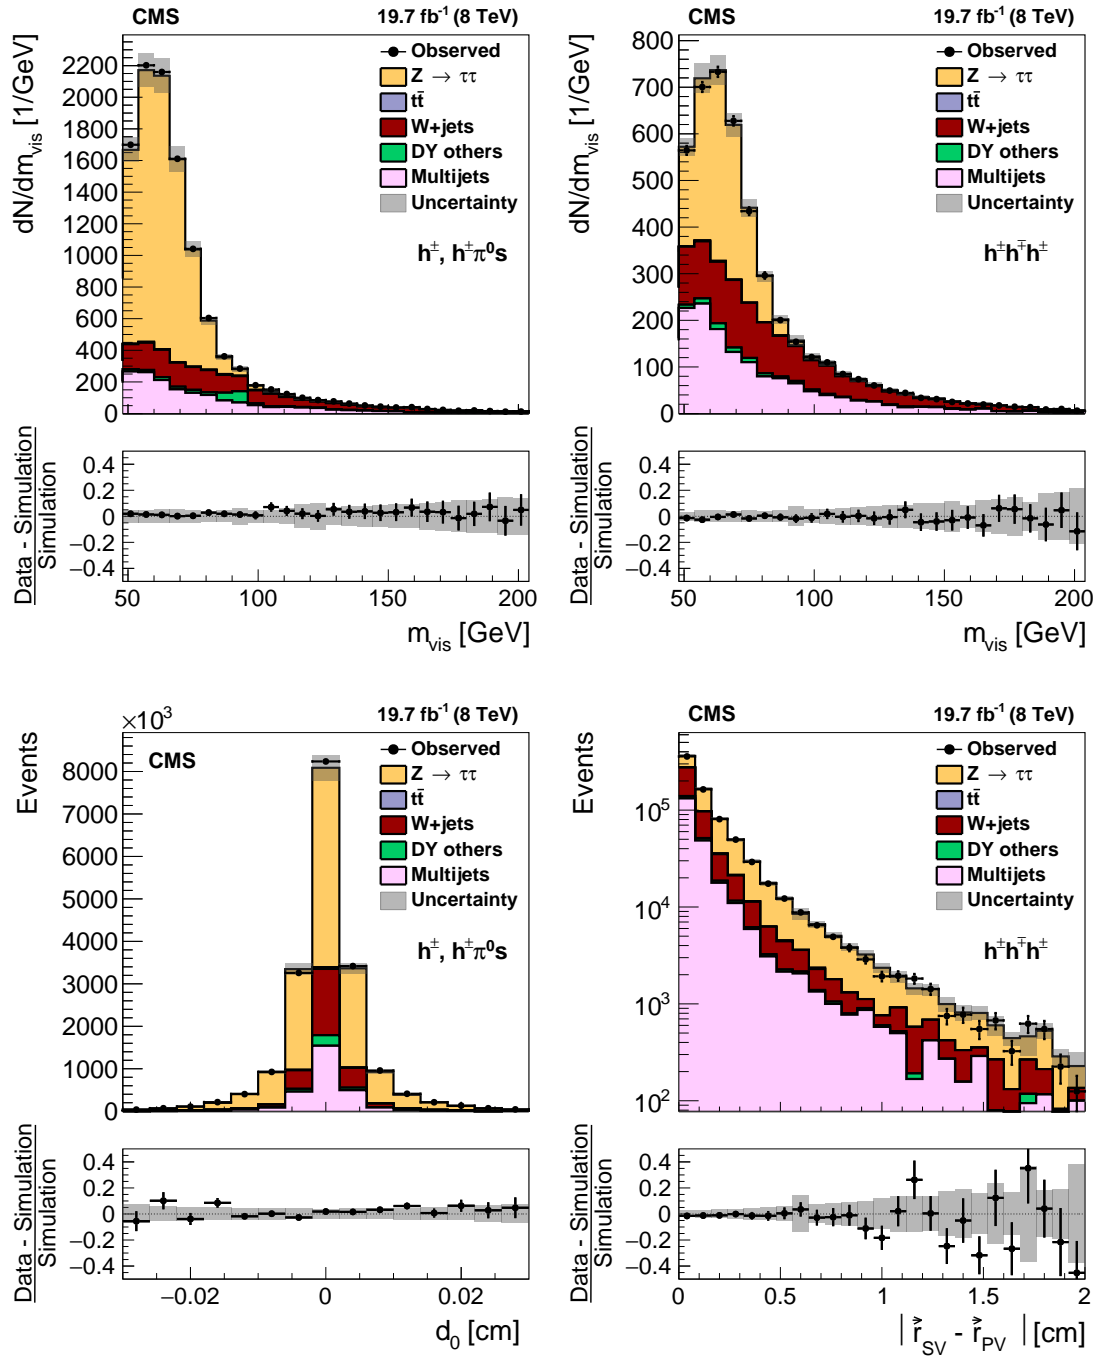 CMS 19.7 fb⁻¹ (8 TeV)
dN/dm_vis [1/GeV]
2200
2000
1800
1600
1400
1200
1000
800
600
400
200
0
Observed
Z → ττ
tt̄
W+jets
DY others
Multijets
Uncertainty
h±, h±π⁰s
Data - Simulation
Simulation
0.4
0.2
0
−0.2
−0.4
50 100 150 200
m_vis [GeV]
CMS 19.7 fb⁻¹ (8 TeV)
dN/dm_vis [1/GeV]
800
700
600
500
400
300
200
100
0
Observed
Z → ττ
tt̄
W+jets
DY others
Multijets
Uncertainty
h±h∓h±
Data - Simulation
Simulation
0.4
0.2
0
−0.2
−0.4
50 100 150 200
m_vis [GeV]
×10³ 19.7 fb⁻¹ (8 TeV)
CMS
Events
8000
7000
6000
5000
4000
3000
2000
1000
0
Observed
Z → ττ
tt̄
W+jets
DY others
Multijets
Uncertainty
h±, h±π⁰s
Data - Simulation
Simulation
0.4
0.2
0
−0.2
−0.4
−0.02 0 0.02
d₀ [cm]
CMS 19.7 fb⁻¹ (8 TeV)
Events
10⁵
10⁴
10³
10²
Observed
Z → ττ
tt̄
W+jets
DY others
Multijets
Uncertainty
h±h∓h±
Data - Simulation
Simulation
0.4
0.2
0
−0.2
−0.4
0 0.5 1 1.5 2
| r⃗_SV - r⃗_PV | [cm]